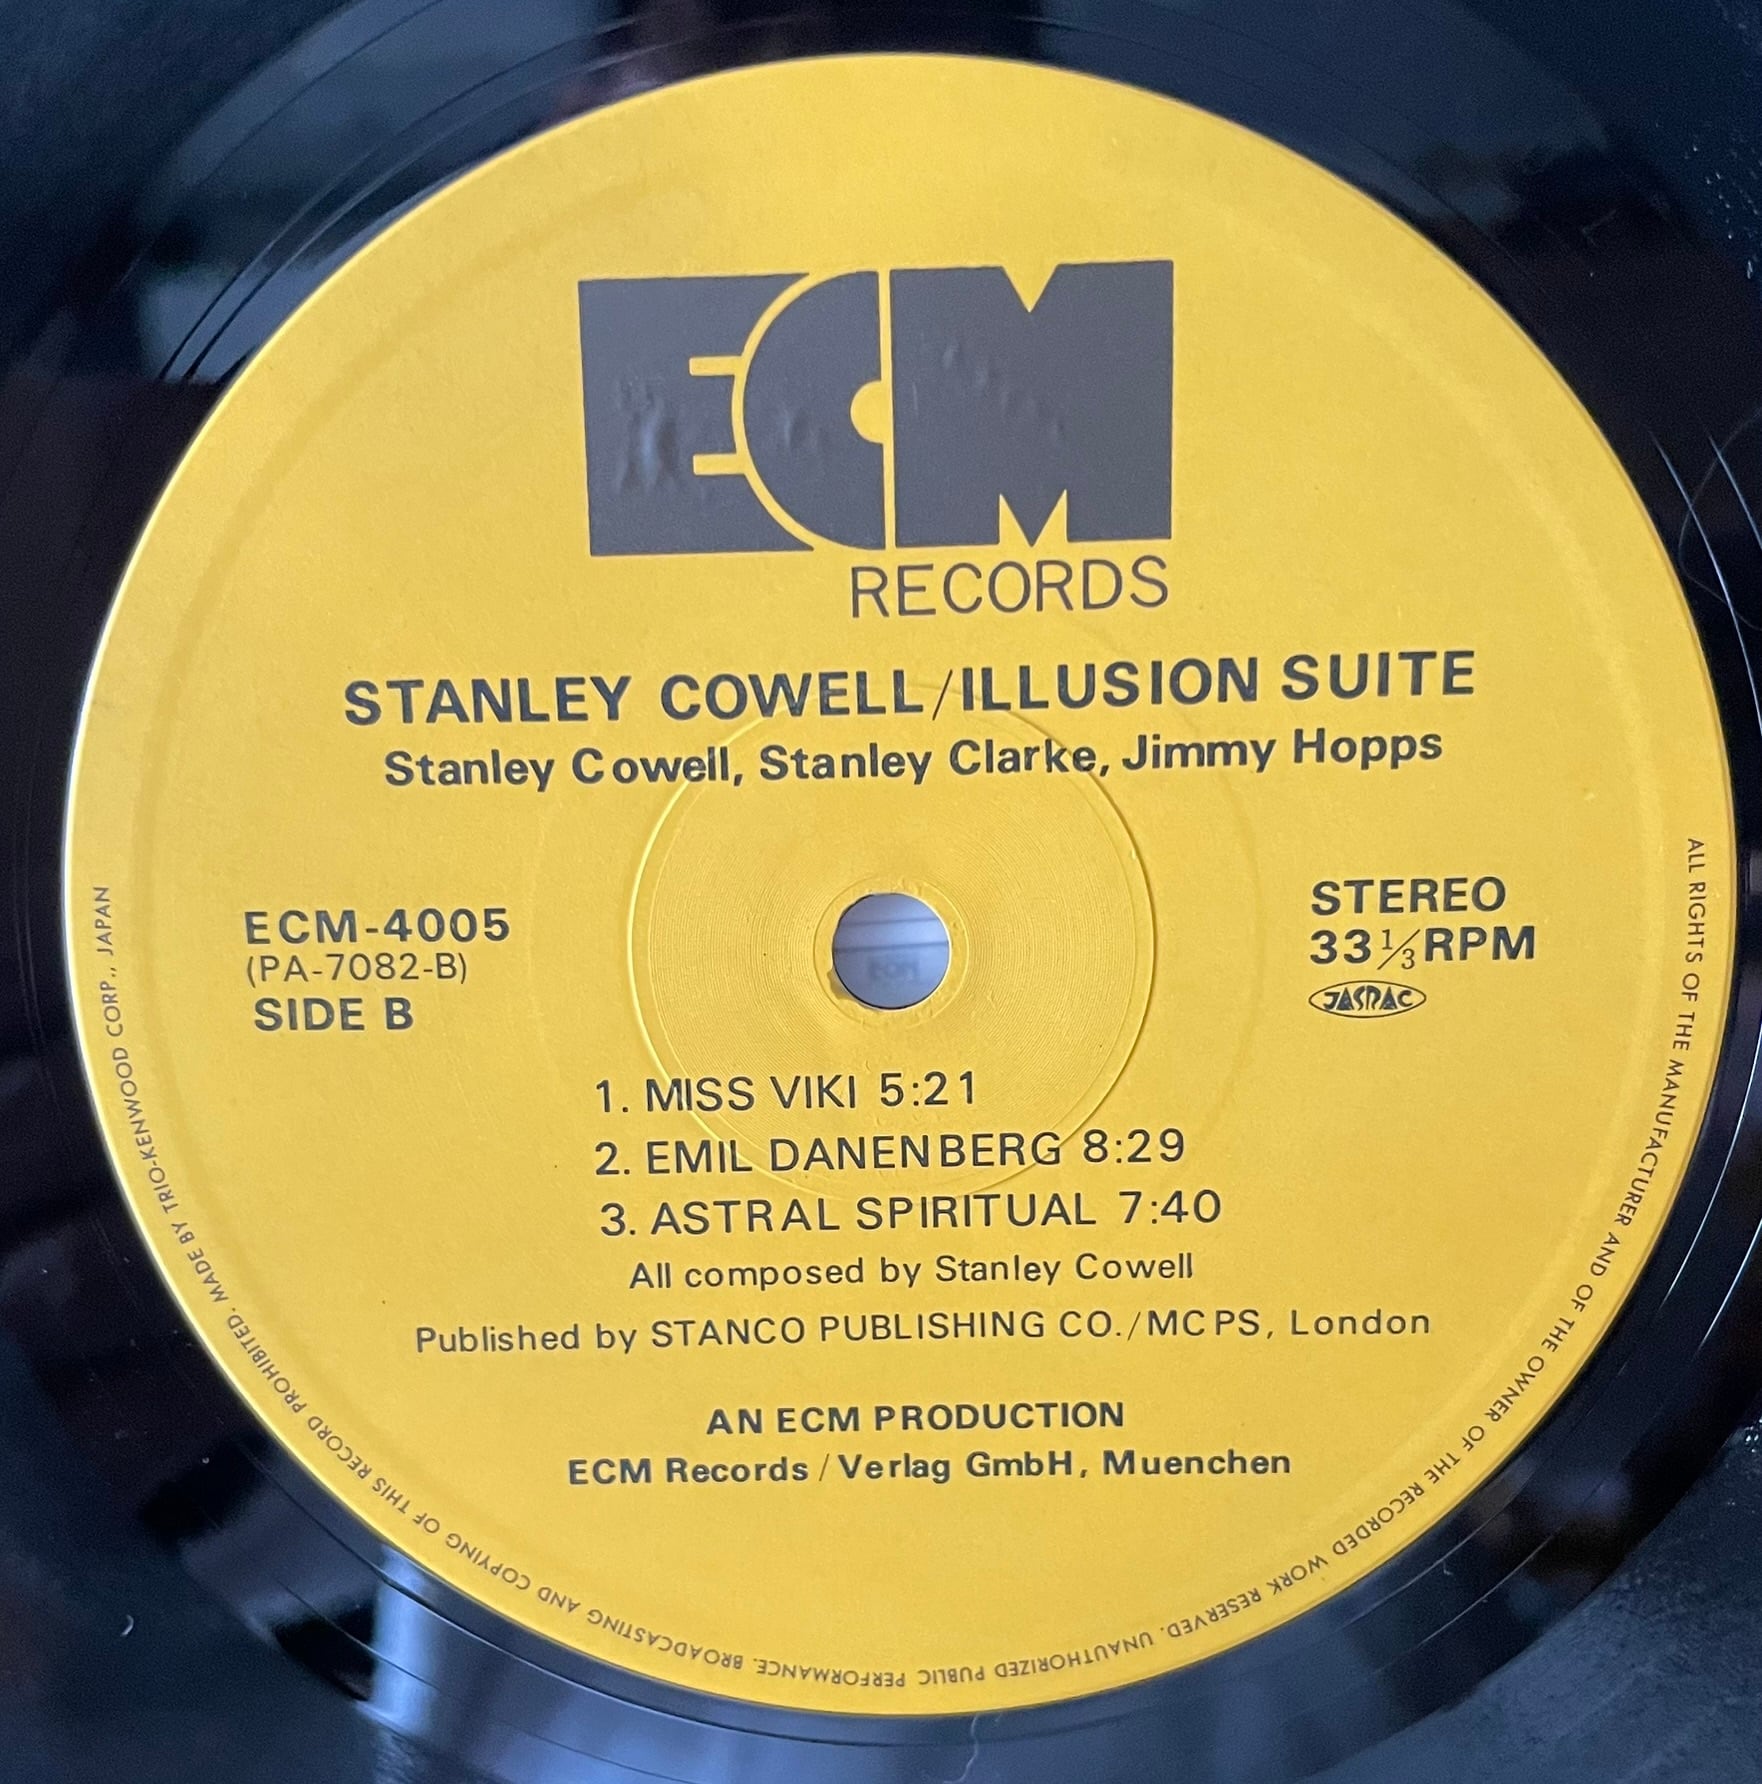 ECM
RECORDS
STANLEY COWELL/ILLUSION SUITE
Stanley Cowell, Stanley Clarke, Jimmy Hopps
ECM-4005
(PA-7082-B)
SIDE B
STEREO
33 1/3 RPM
JASRAC
1. MISS VIKI 5:21
2. EMIL DANENBERG 8:29
3. ASTRAL SPIRITUAL 7:40
All composed by Stanley Cowell
Published by STANCO PUBLISHING CO./MCPS, London
AN ECM PRODUCTION
ECM Records / Verlag GmbH, Muenchen
ALL RIGHTS OF THE MANUFACTURER AND OF THE OWNER OF THE RECORDED WORK RESERVED. UNAUTHORIZED PUBLIC PERFORMANCE. BROADCASTING AND COPYING OF THIS RECORD PROHIBITED. MADE BY TRIO-KENWOOD CORP., JAPAN